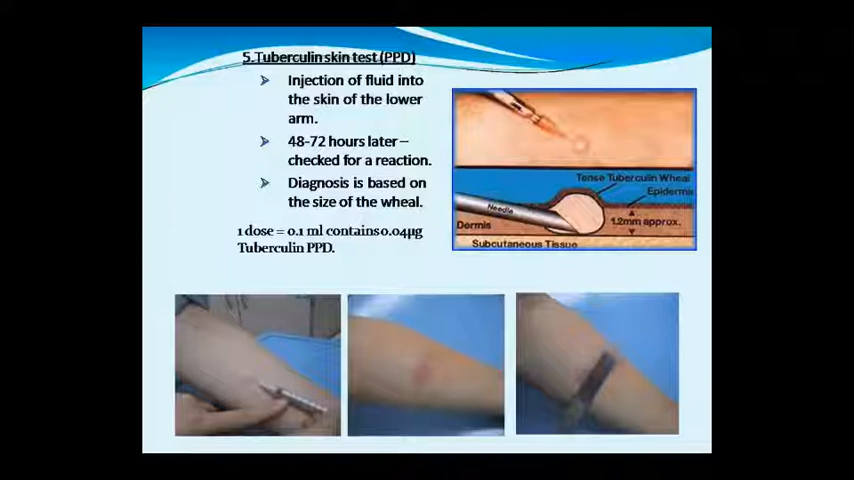 5.Tuberculin skin test (PPD)
Injection of fluid into
the skin of the lower
arm.
48-72 hours later –
checked for a reaction.
Diagnosis is based on
the size of the wheal.
1 dose = 0.1 ml contains0.04µg
Tuberculin PPD.
Tense Tuberculin Wheal
Epidermis
Needle
1.2mm approx.
Dermis
Subcutaneous Tissue